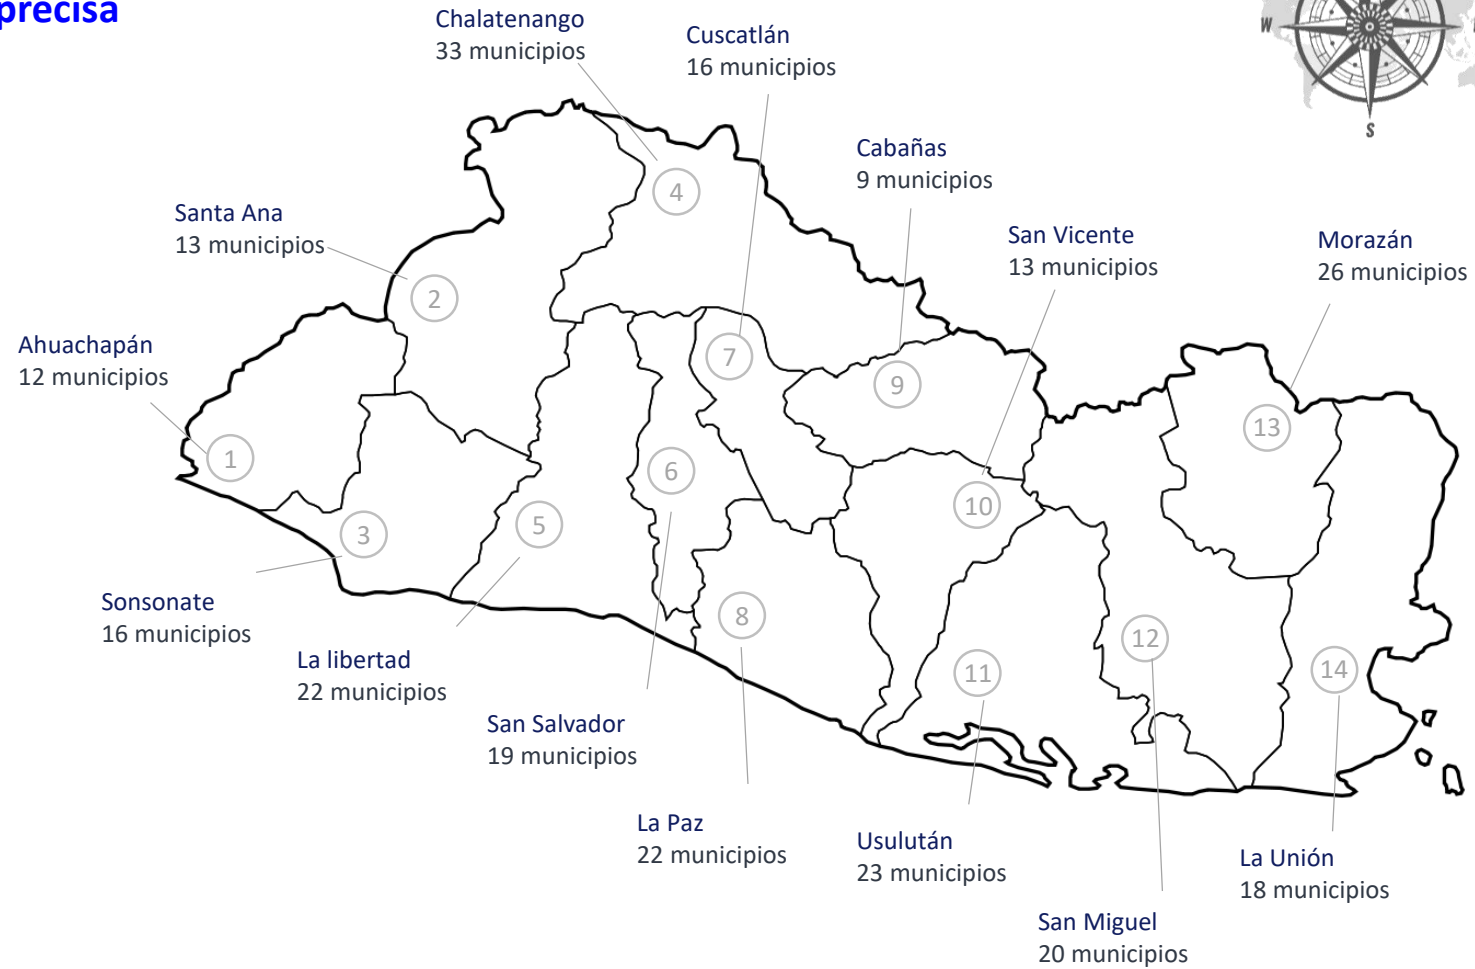 precisa
Chalatenango
33 municipios
Cuscatlán
16 municipios
W
S
Cabañas
9 municipios
Santa Ana
13 municipios
San Vicente
13 municipios
Morazán
26 municipios
Ahuachapán
12 municipios
4
2
7
9
13
1
6
10
3
5
8
12
11
14
Sonsonate
16 municipios
La libertad
22 municipios
San Salvador
19 municipios
La Paz
22 municipios
Usulután
23 municipios
La Unión
18 municipios
San Miguel
20 municipios